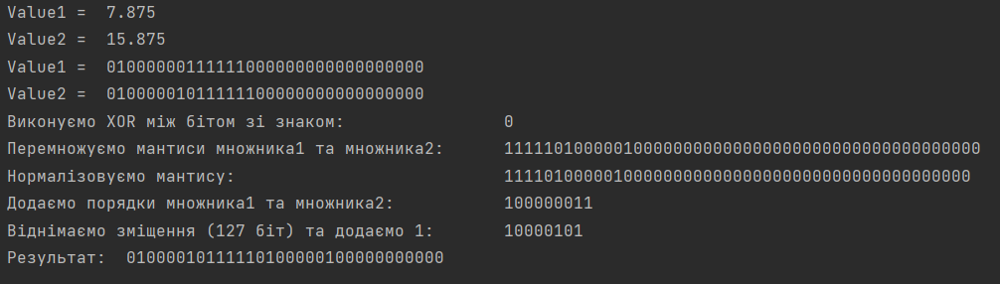 Value1 =  7.875
Value2 =  15.875
Value1 =  01000000111111000000000000000000
Value2 =  01000001011111100000000000000000
Виконуємо XOR між бітом зі знаком: 0
Перемножуємо мантиси множника1 та множника2: 111110100000100000000000000000000000000000000000
Нормалізовуємо мантису: 11110100000100000000000000000000000000000000000
Додаємо порядки множника1 та множника2: 100000011
Віднімаємо зміщення (127 біт) та додаємо 1: 10000101
Результат:  01000010111110100000100000000000